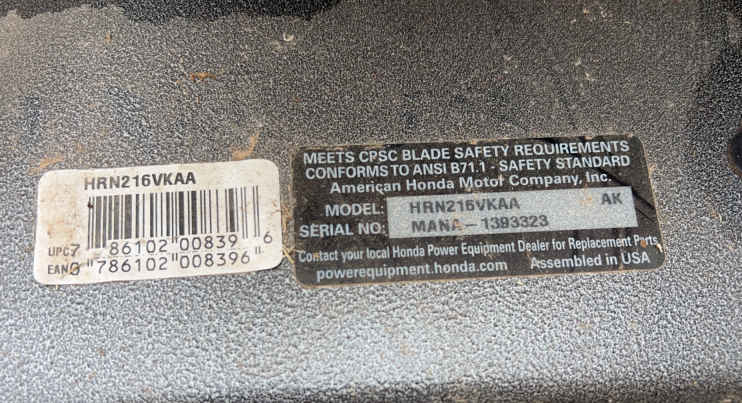 HRN216VKAA
UPC 7 86102 00839 6
EAN 0 786102 008396
MEETS CPSC BLADE SAFETY REQUIREMENTS
CONFORMS TO ANSI B71.1 - SAFETY STANDARD
American Honda Motor Company, Inc.
MODEL: HRN216VKAA AK
SERIAL NO: MANA-1393323
Contact your local Honda Power Equipment Dealer for Replacement Parts
powerequipment.honda.com Assembled in USA